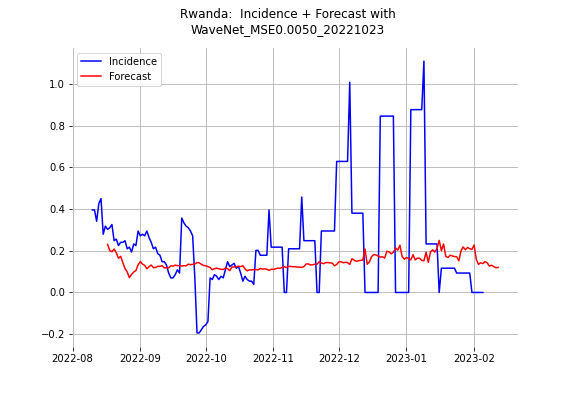 Rwanda:  Incidence + Forecast with
WaveNet_MSE0.0050_20221023
Incidence
Forecast
1.0
0.8
0.6
0.4
0.2
0.0
−0.2
2022-08 2022-09 2022-10 2022-11 2022-12 2023-01 2023-02